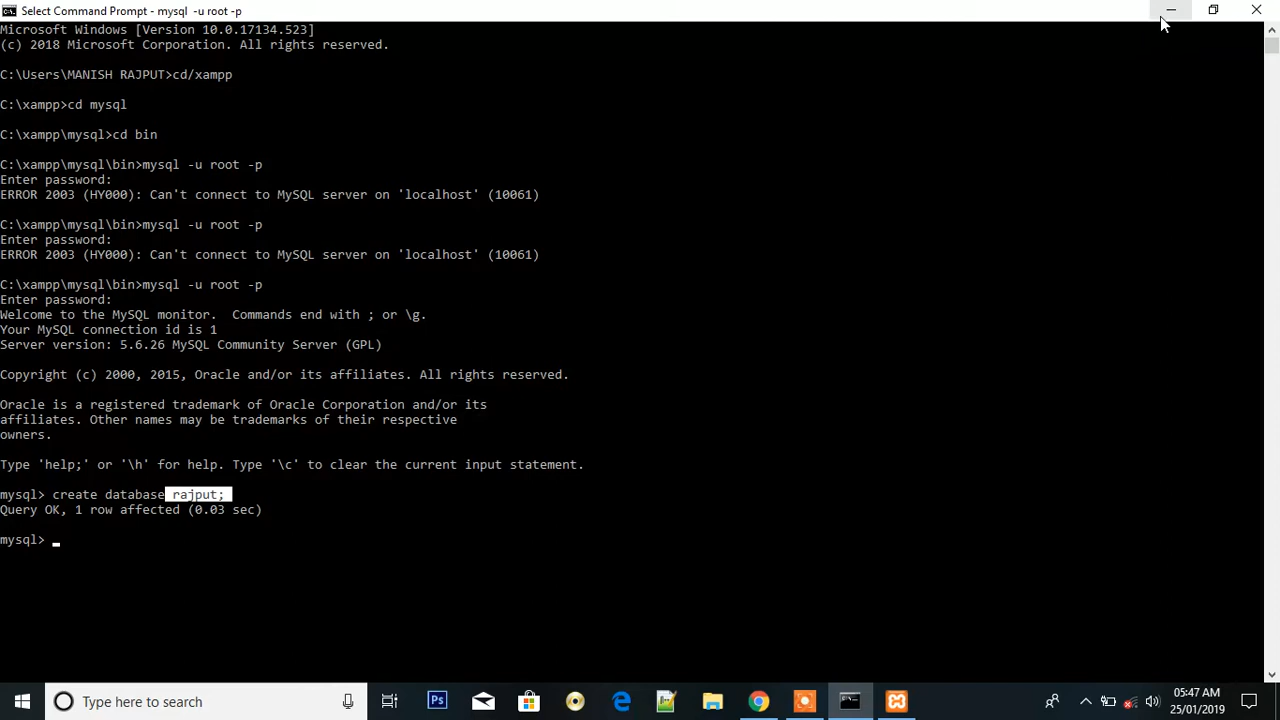 Select Command Prompt - mysql -u root -p
Microsoft Windows [Version 10.0.17134.523]
(c) 2018 Microsoft Corporation. All rights reserved.
C:\Users\MANISH RAJPUT>cd/xampp
C:\xampp>cd mysql
C:\xampp\mysql>cd bin
C:\xampp\mysql\bin>mysql -u root -p
Enter password:
ERROR 2003 (HY000): Can't connect to MySQL server on 'localhost' (10061)
C:\xampp\mysql\bin>mysql -u root -p
Enter password:
ERROR 2003 (HY000): Can't connect to MySQL server on 'localhost' (10061)
C:\xampp\mysql\bin>mysql -u root -p
Enter password:
Welcome to the MySQL monitor.  Commands end with ; or \g.
Your MySQL connection id is 1
Server version: 5.6.26 MySQL Community Server (GPL)
Copyright (c) 2000, 2015, Oracle and/or its affiliates. All rights reserved.
Oracle is a registered trademark of Oracle Corporation and/or its
affiliates. Other names may be trademarks of their respective
owners.
Type 'help;' or '\h' for help. Type '\c' to clear the current input statement.
mysql> create database rajput;
Query OK, 1 row affected (0.03 sec)
mysql>
Type here to search
Ps
05:47 AM
25/01/2019